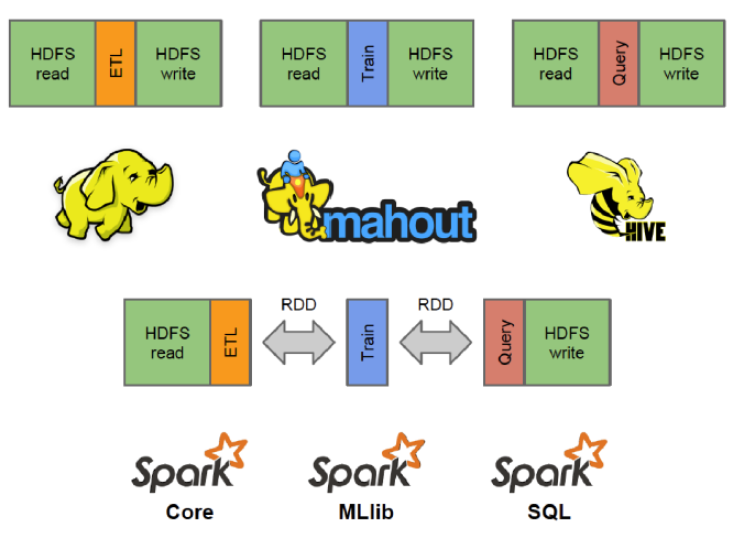 HDFS
read
ETL
HDFS
write
HDFS
read
Train
HDFS
write
HDFS
read
Query
HDFS
write
mahout
HIVE
HDFS
read
ETL
RDD
Train
RDD
Query
HDFS
write
Spark
Core
Spark
MLlib
Spark
SQL